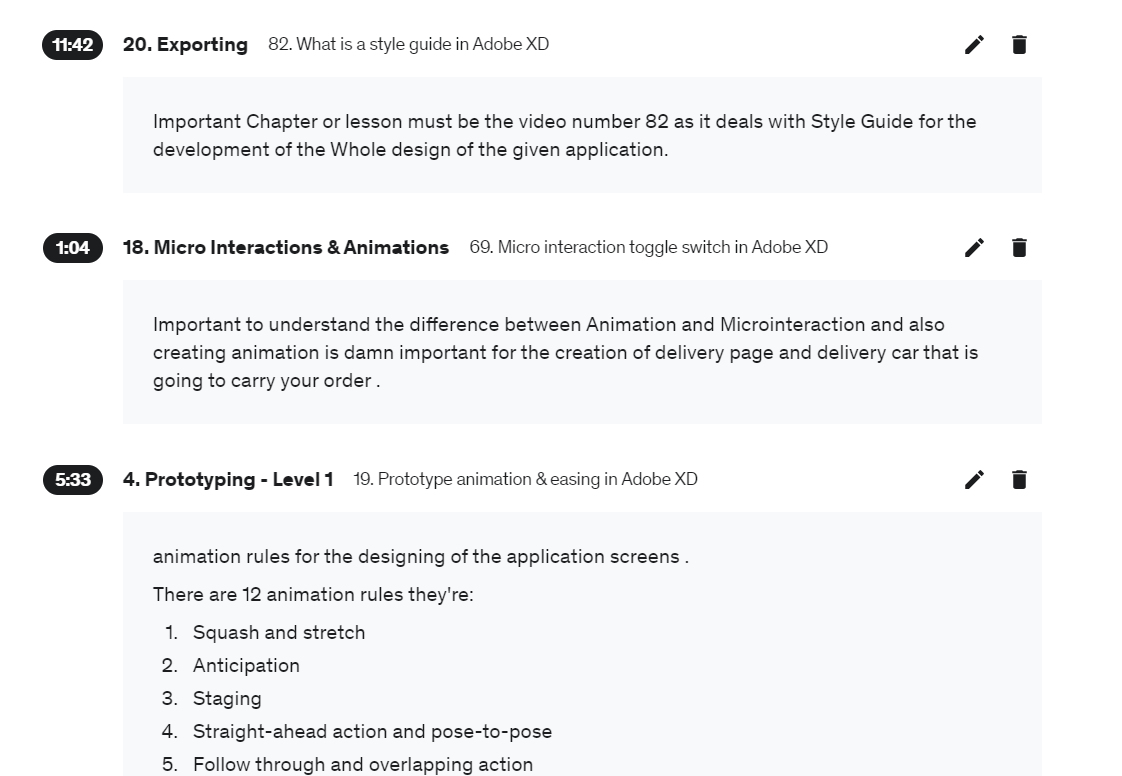 11:42 20. Exporting 82. What is a style guide in Adobe XD
Important Chapter or lesson must be the video number 82 as it deals with Style Guide for the
development of the Whole design of the given application.
1:04 18. Micro Interactions & Animations 69. Micro interaction toggle switch in Adobe XD
Important to understand the difference between Animation and Microinteraction and also
creating animation is damn important for the creation of delivery page and delivery car that is
going to carry your order .
5:33 4. Prototyping - Level 1 19. Prototype animation & easing in Adobe XD
animation rules for the designing of the application screens .
There are 12 animation rules they're:
1. Squash and stretch
2. Anticipation
3. Staging
4. Straight-ahead action and pose-to-pose
5. Follow through and overlapping action